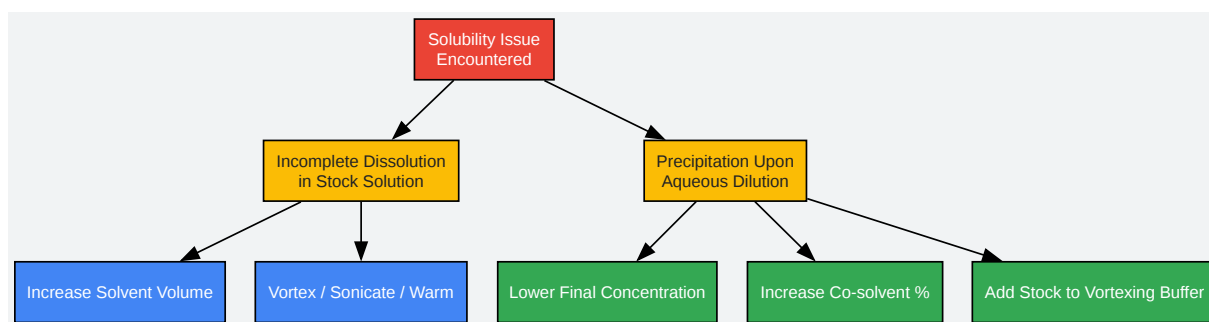 Solubility Issue
Encountered
Incomplete Dissolution
in Stock Solution
Precipitation Upon
Aqueous Dilution
Increase Solvent Volume
Vortex / Sonicate / Warm
Lower Final Concentration
Increase Co-solvent %
Add Stock to Vortexing Buffer